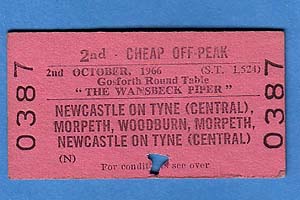 2nd - CHEAP OFF-PEAK
2nd OCTOBER, 1966 (S.T. 1,524)
Gosforth Round Table
"THE WANSBECK PIPER"
NEWCASTLE ON TYNE (CENTRAL),
MORPETH, WOODBURN, MORPETH,
NEWCASTLE ON TYNE (CENTRAL)
(N)
For conditions see over
0387
0387